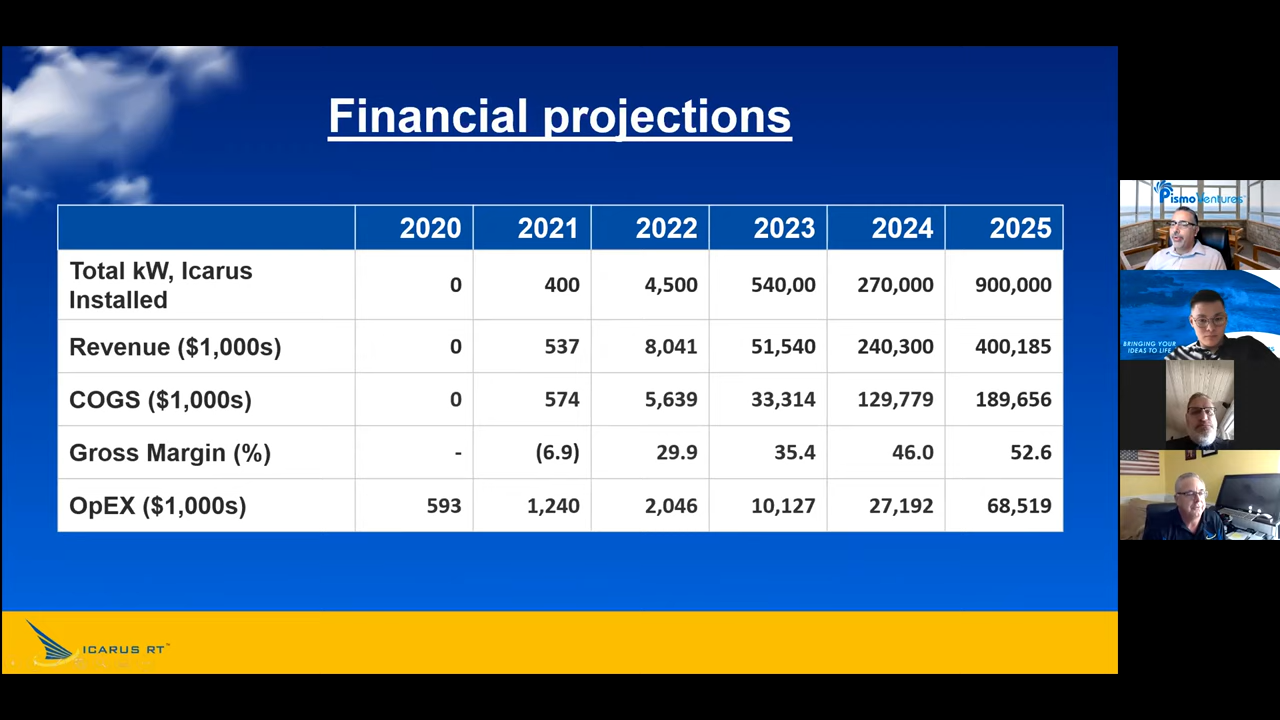 Financial projections
2020 2021 2022 2023 2024 2025
Total kW, Icarus
Installed
0 400 4,500 540,00 270,000 900,000
Revenue ($1,000s) 0 537 8,041 51,540 240,300 400,185
COGS ($1,000s) 0 574 5,639 33,314 129,779 189,656
Gross Margin (%) - (6.9) 29.9 35.4 46.0 52.6
OpEX ($1,000s) 593 1,240 2,046 10,127 27,192 68,519
ICARUS RT™
PismoVentures
BRINGING YOUR
IDEAS TO LIFE